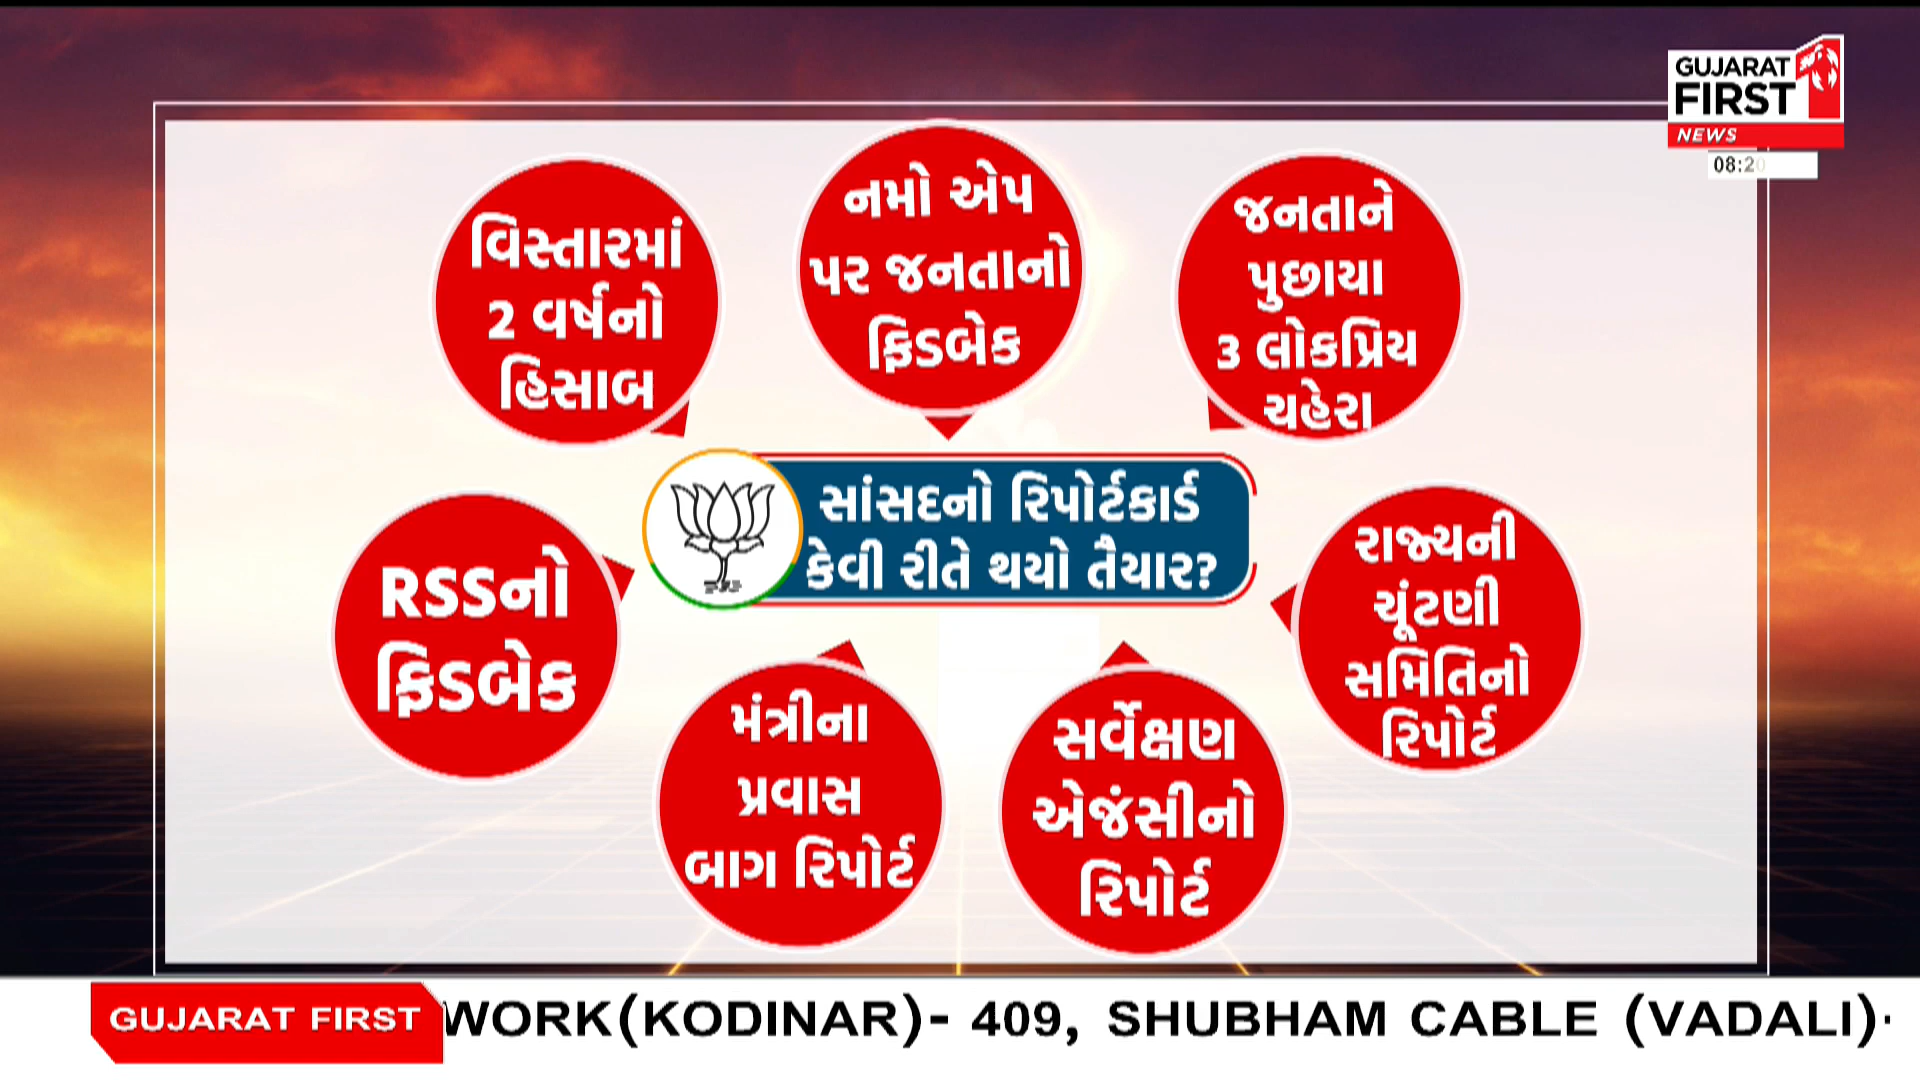 GUJARAT
FIRST
NEWS
08:20
વિસ્તારમાં
2 વર્ષનો
હિસાબ
નમો એપ
પર જનતાનો
ફિડબેક
જનતાને
પુછાયા
3 લોકપ્રિય
ચહેરા
સાંસદનો રિપોર્ટકાર્ડ
કેવી રીતે થયો તૈયાર?
RSSનો
ફિડબેક
મંત્રીના
પ્રવાસ
બાગ રિપોર્ટ
સર્વેક્ષણ
એજંસીનો
રિપોર્ટ
રાજ્યની
ચૂંટણી
સમિતિનો
રિપોર્ટ
GUJARAT FIRST
WORK(KODINAR)- 409, SHUBHAM CABLE (VADALI)-